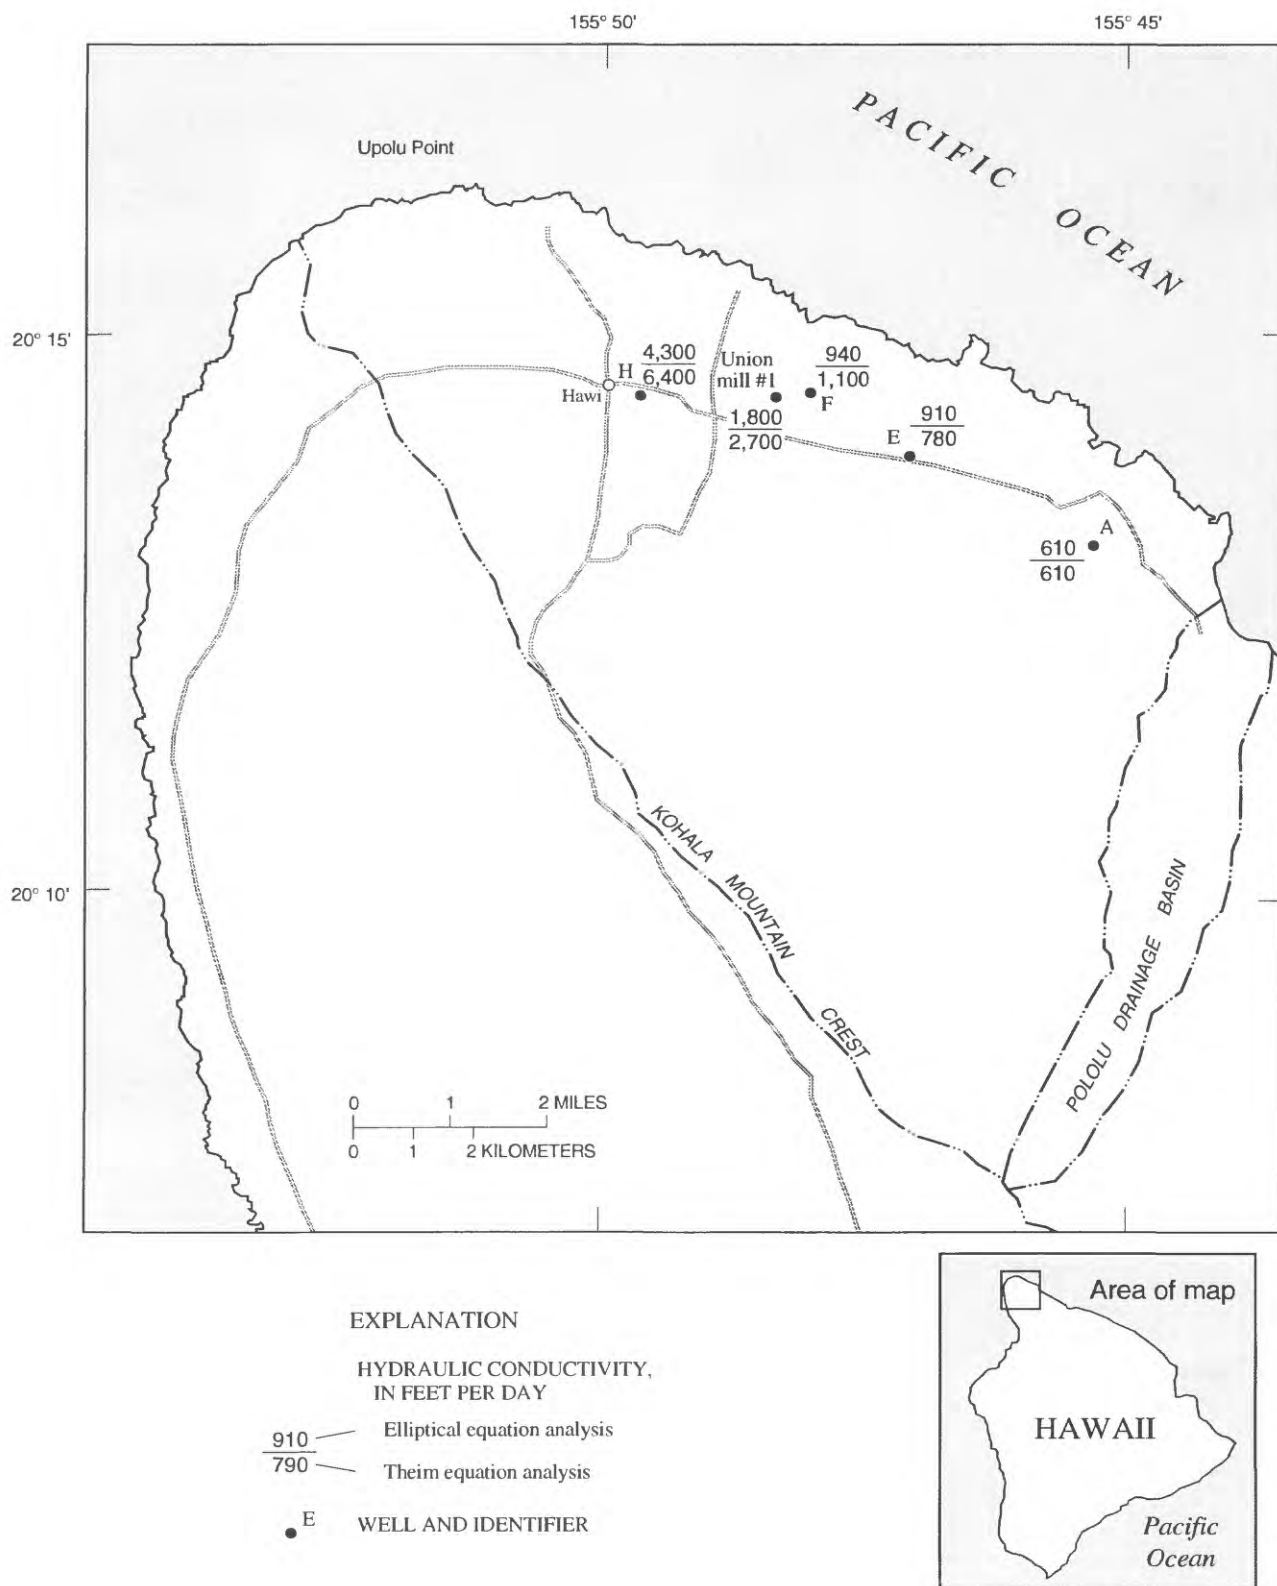 155° 50'
155° 45'
PACIFIC OCEAN
Upolu Point
20° 15'
H
4,300
6,400
Hawi
Union
mill #1
1,800
2,700
940
1,100
F
E
910
780
A
610
610
20° 10'
KOHALA MOUNTAIN CREST
POLOLU DRAINAGE BASIN
0 1 2 MILES
0 1 2 KILOMETERS
EXPLANATION
HYDRAULIC CONDUCTIVITY,
IN FEET PER DAY
910 Elliptical equation analysis
790 Theim equation analysis
E WELL AND IDENTIFIER
Area of map
HAWAII
Pacific
Ocean